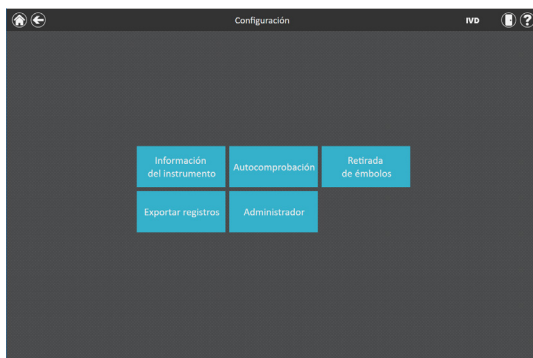 Configuración
IVD
?
Información
del instrumento
Autocomprobación
Retirada
de émbolos
Exportar registros
Administrador